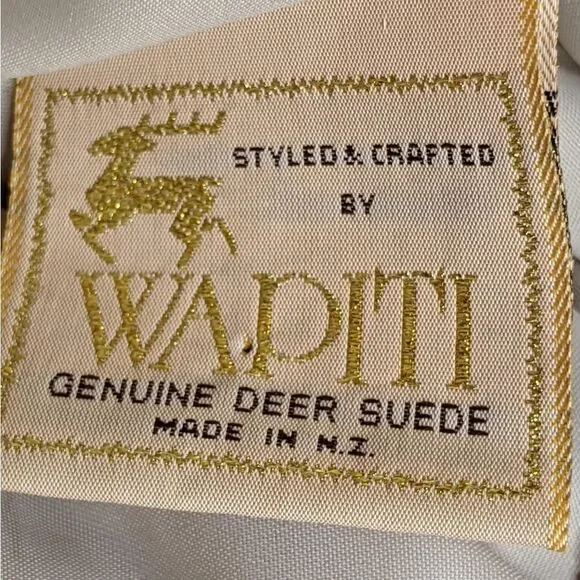 STYLED & CRAFTED
BY
WAPITI
GENUINE DEER SUEDE
MADE IN N.Z.